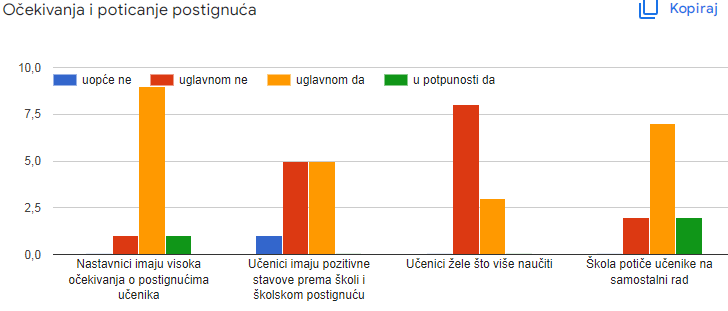 Očekivanja i poticanje postignuća
Kopiraj
10,0
uopće ne
uglavnom ne
uglavnom da
u potpunosti da
7,5
5,0
2,5
0,0
Nastavnici imaju visoka
očekivanja o postignućima
učenika
Učenici imaju pozitivne
stavove prema školi i
školskom postignuću
Učenici žele što više naučiti
Škola potiče učenike na
samostalni rad